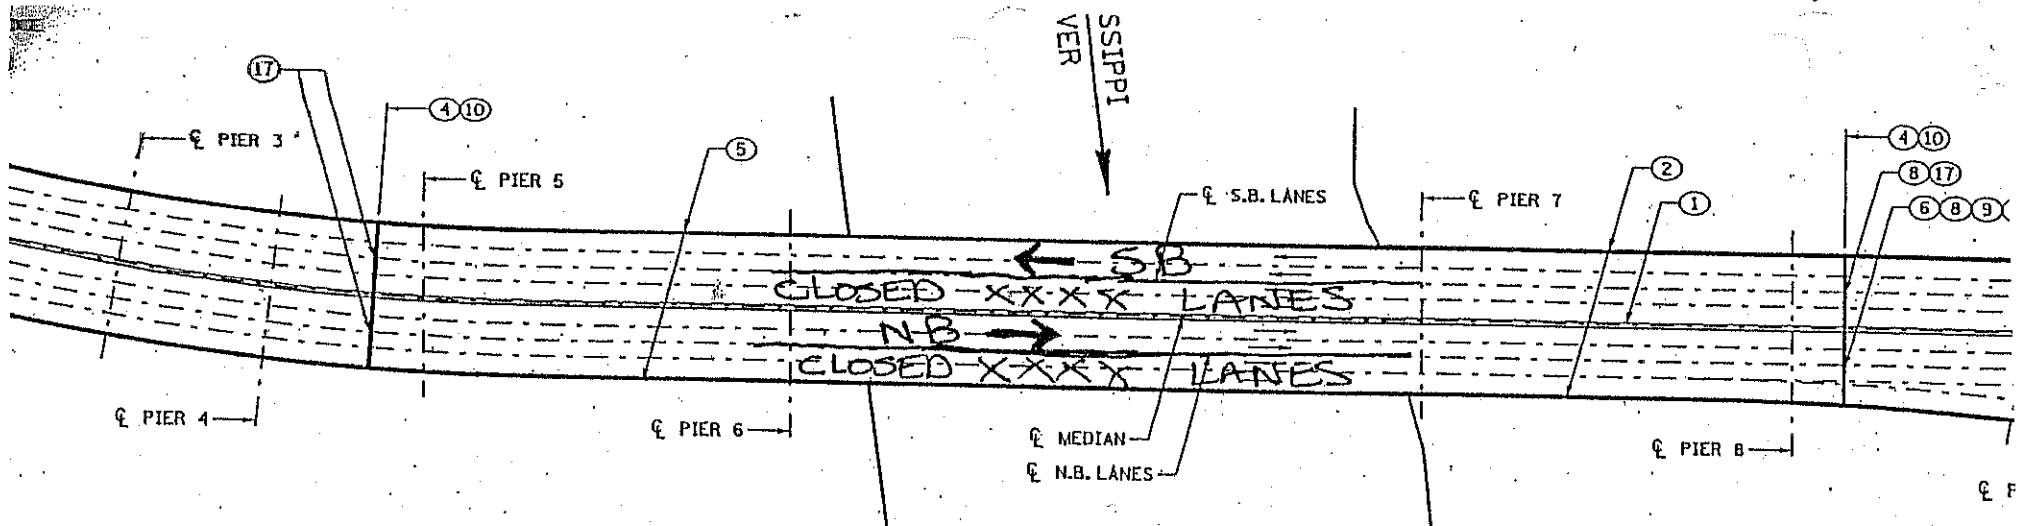 SSIPPI
VER
17
4 10
℄ PIER 3
5
℄ PIER 5
℄ S.B. LANES
℄ PIER 7
2
1
4 10
8 17
6 8 9
← SB
CLOSED XXXX LANES
NB →
CLOSED XXXX LANES
℄ PIER 4
℄ PIER 6
℄ MEDIAN
℄ N.B. LANES
℄ PIER 8
℄ P